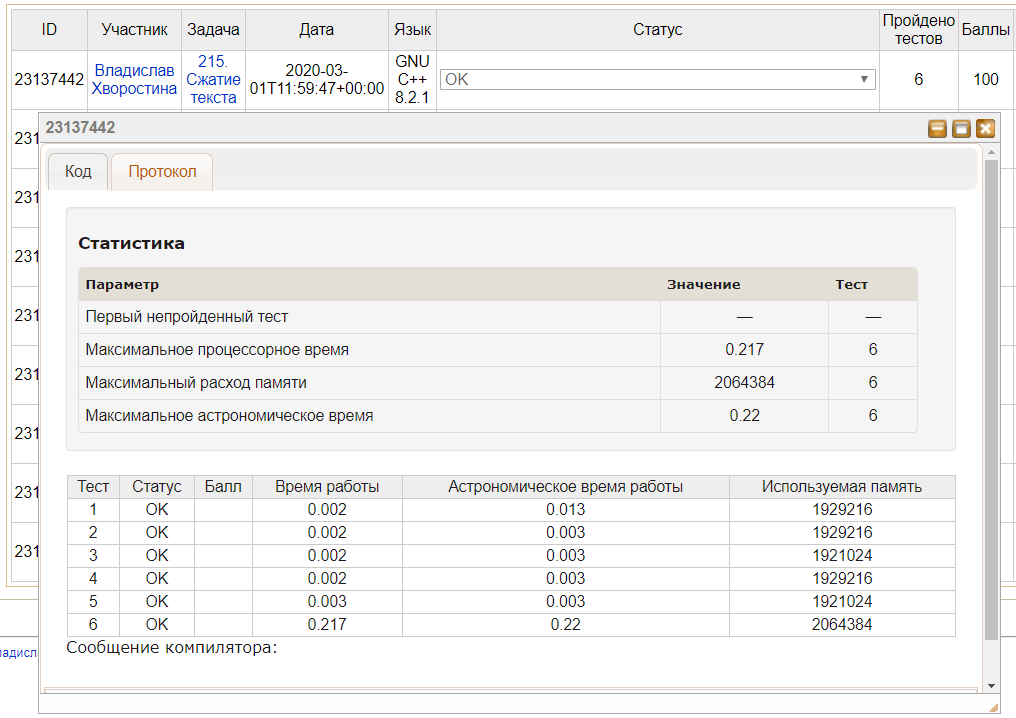 ID Участник Задача Дата Язык Статус Пройдено тестов Баллы
23137442 Владислав Хворостина 215. Сжатие текста 2020-03-01T11:59:47+00:00 GNU C++ 8.2.1 OK 6 100
231
23137442
Код Протокол
231
Статистика
231
Параметр Значение Тест
Первый непройденный тест — —
231
Максимальное процессорное время 0.217 6
231
Максимальный расход памяти 2064384 6
Максимальное астрономическое время 0.22 6
231
231
Тест Статус Балл Время работы Астрономическое время работы Используемая память
1 OK 0.002 0.013 1929216
2 OK 0.002 0.003 1929216
231
3 OK 0.002 0.003 1921024
4 OK 0.002 0.003 1929216
5 OK 0.003 0.003 1921024
6 OK 0.217 0.22 2064384
Сообщение компилятора: